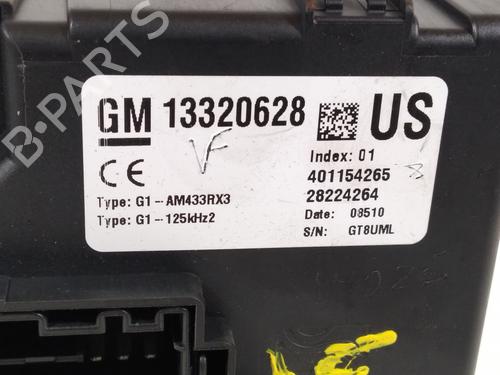 B-PARTS
GM 13320628 US
VF
CE
Index: 01
401154265
28224264
Type: G1-AM433RX3
Type: G1-125kHz2
Date: 08510
S/N: GT8UML